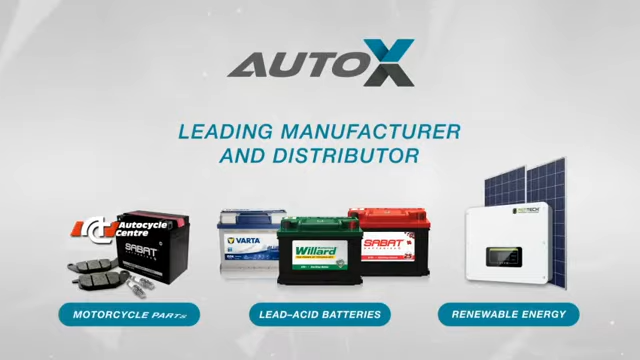 AUTOX
LEADING MANUFACTURER
AND DISTRIBUTOR
Autocycle
Centre
SABAT
VARTA
Willard
SABAT
MOTORCYCLE PARTS
LEAD-ACID BATTERIES
RENEWABLE ENERGY